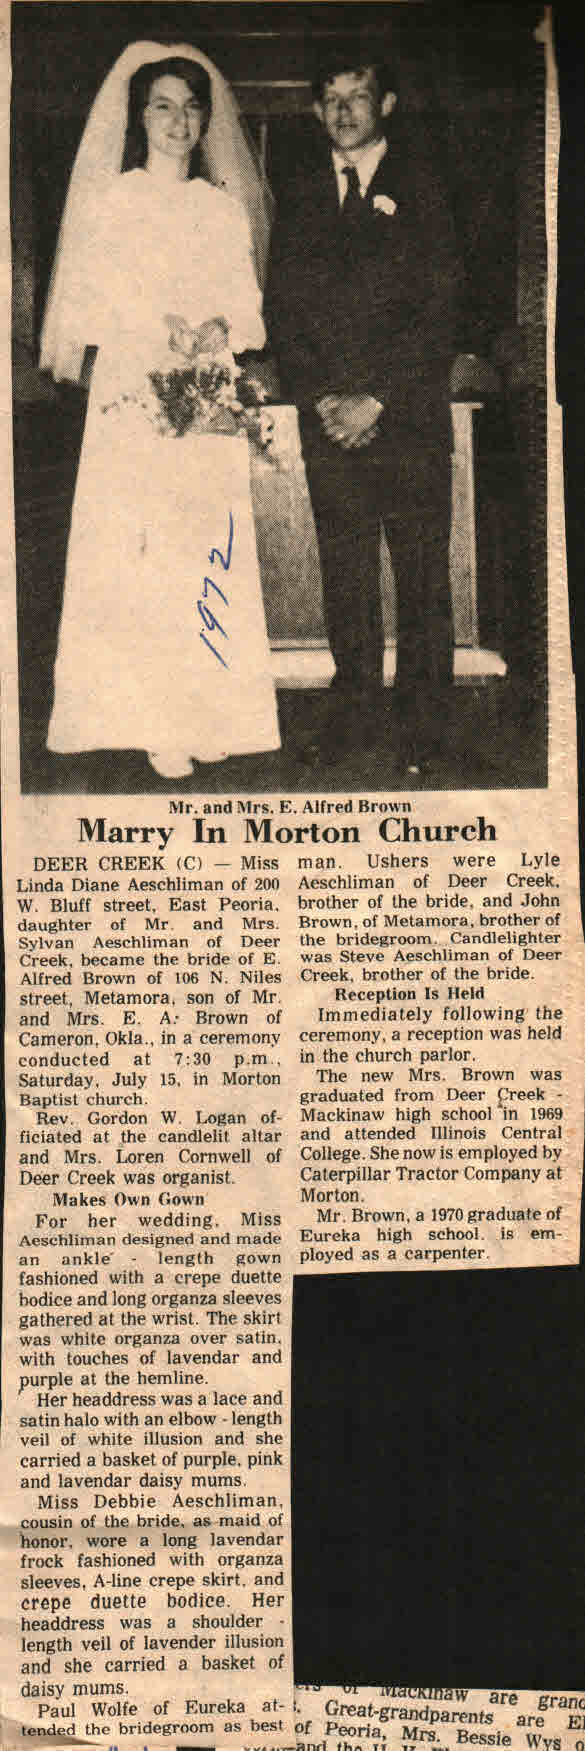 1972
Mr. and Mrs. E. Alfred Brown
Marry In Morton Church
DEER CREEK (C) — Miss
Linda Diane Aeschliman of 200
W. Bluff street, East Peoria,
daughter of Mr. and Mrs.
Sylvan Aeschliman of Deer
Creek, became the bride of E.
Alfred Brown of 106 N. Niles
street, Metamora, son of Mr.
and Mrs. E. A. Brown of
Cameron, Okla., in a ceremony
conducted at 7:30 p.m.,
Saturday, July 15, in Morton
Baptist church.
Rev. Gordon W. Logan of-
ficiated at the candlelit altar
and Mrs. Loren Cornwell of
Deer Creek was organist.
Makes Own Gown
For her wedding, Miss
Aeschliman designed and made
an ankle - length gown
fashioned with a crepe duette
bodice and long organza sleeves
gathered at the wrist. The skirt
was white organza over satin,
with touches of lavendar and
purple at the hemline.
Her headdress was a lace and
satin halo with an elbow - length
veil of white illusion and she
carried a basket of purple, pink
and lavendar daisy mums.
Miss Debbie Aeschliman,
cousin of the bride, as maid of
honor, wore a long lavendar
frock fashioned with organza
sleeves, A-line crepe skirt, and
crepe duette bodice. Her
headdress was a shoulder -
length veil of lavender illusion
and she carried a basket of
daisy mums.
Paul Wolfe of Eureka at-
tended the bridegroom as best
man. Ushers were Lyle
Aeschliman of Deer Creek,
brother of the bride, and John
Brown, of Metamora, brother of
the bridegroom. Candlelighter
was Steve Aeschliman of Deer
Creek, brother of the bride.
Reception Is Held
Immediately following the
ceremony, a reception was held
in the church parlor.
The new Mrs. Brown was
graduated from Deer Creek -
Mackinaw high school in 1969
and attended Illinois Central
College. She now is employed by
Caterpillar Tractor Company at
Morton.
Mr. Brown, a 1970 graduate of
Eureka high school, is em-
ployed as a carpenter.
of Mackinaw are grand
Great-grandparents are
of Peoria, Mrs. Bessie Wys
and the